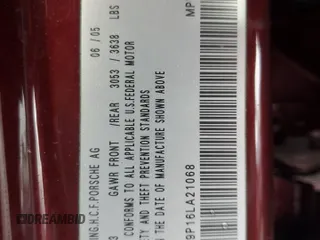 ING.H.C.F.PORSCHE AG 06 / 05
GAWR FRONT /REAR 3053 / 3638 LBS MP
CONFORMS TO ALL APPLICABLE U.S.FEDERAL MOTOR
AND THEFT PREVENTION STANDARDS
THE DATE OF MANUFACTURE SHOWN ABOVE
9P16LA21068
DREAMBID